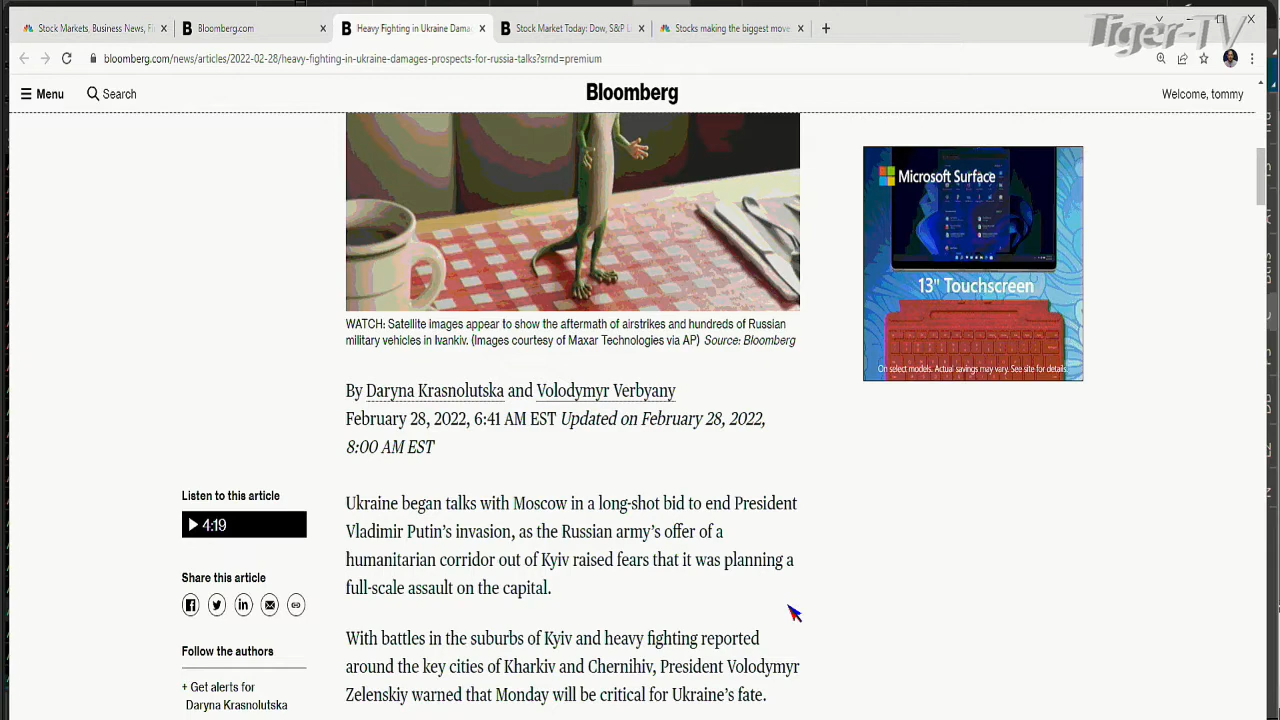 Tiger-TV
Stock Markets, Business News, Fi
Bloomberg.com
Heavy Fighting in Ukraine Dama
Stock Market Today: Dow, S&P L
Stocks making the biggest move
bloomberg.com/news/articles/2022-02-28/heavy-fighting-in-ukraine-damages-prospects-for-russia-talks?srnd=premium
Menu
Search
Bloomberg
Welcome, tommy
Microsoft Surface
13" Touchscreen
On select models. Actual savings may vary. See site for details
WATCH: Satellite images appear to show the aftermath of airstrikes and hundreds of Russian
military vehicles in Ivankiv. (Images courtesy of Maxar Technologies via AP) Source: Bloomberg
By Daryna Krasnolutska and Volodymyr Verbyany
February 28, 2022, 6:41 AM EST Updated on February 28, 2022,
8:00 AM EST
Listen to this article
4:19
Share this article
Follow the authors
+ Get alerts for
Daryna Krasnolutska
Ukraine began talks with Moscow in a long-shot bid to end President
Vladimir Putin's invasion, as the Russian army's offer of a
humanitarian corridor out of Kyiv raised fears that it was planning a
full-scale assault on the capital.
With battles in the suburbs of Kyiv and heavy fighting reported
around the key cities of Kharkiv and Chernihiv, President Volodymyr
Zelenskiy warned that Monday will be critical for Ukraine's fate.